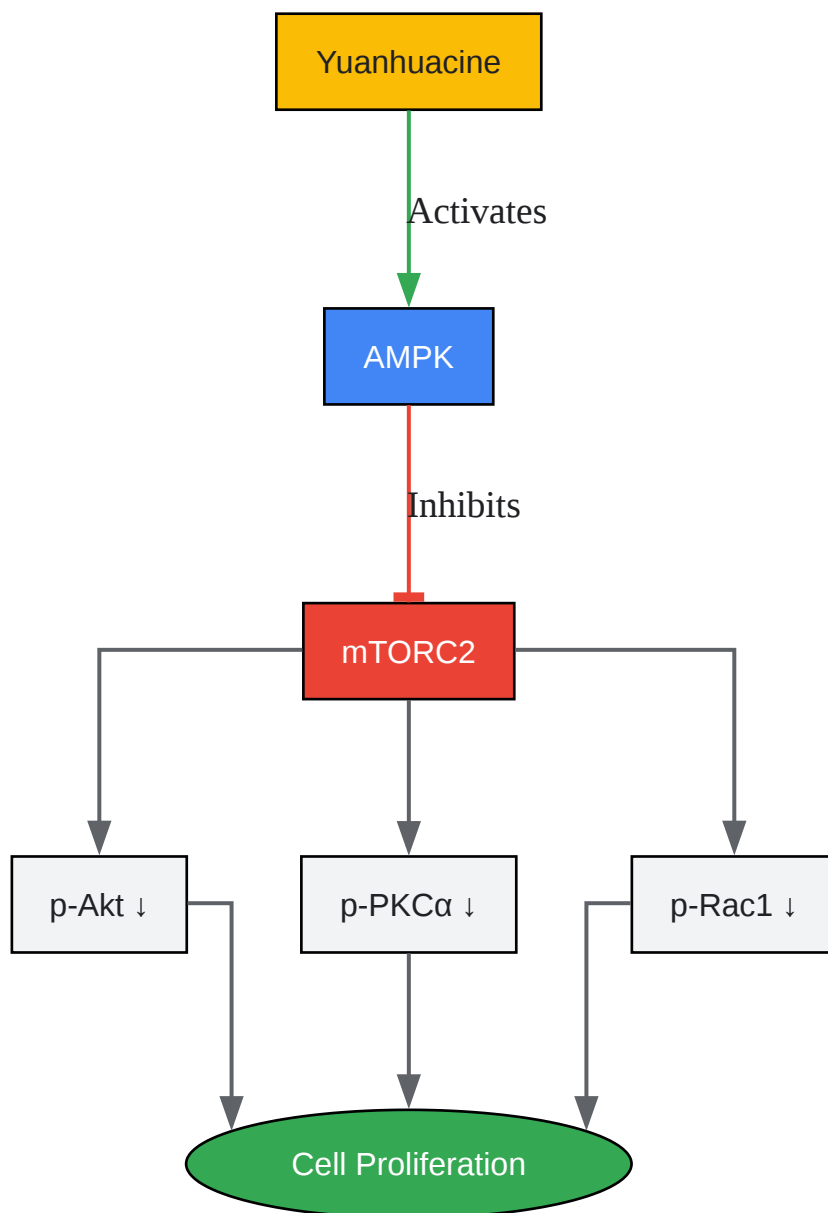 Yuanhuacine
Activates
AMPK
Inhibits
mTORC2
p-Akt ↓
p-PKCα ↓
p-Rac1 ↓
Cell Proliferation